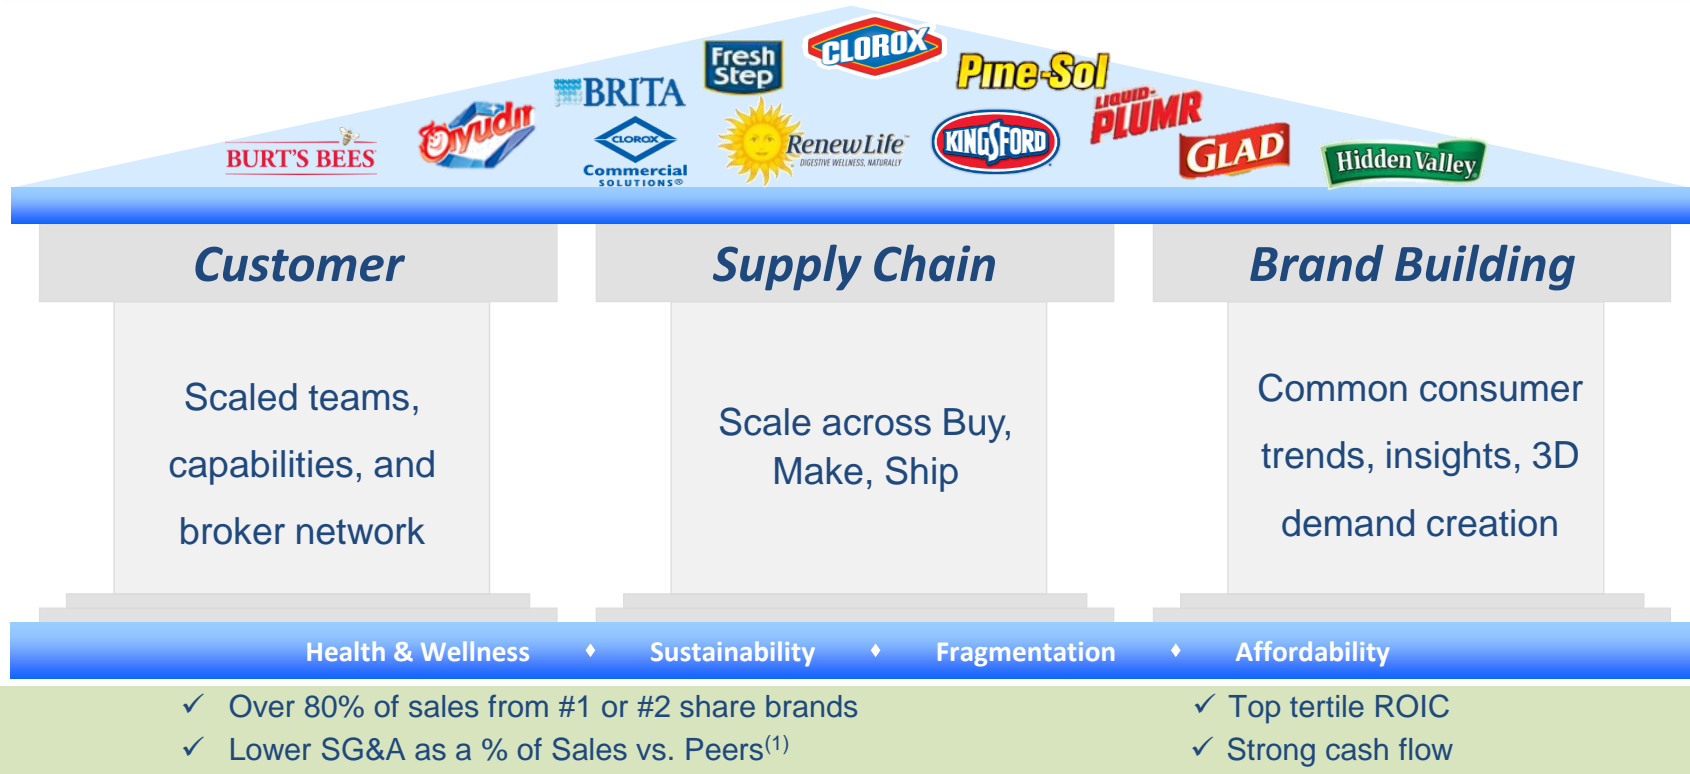 CLOROX
Fresh
Step
Pine-Sol
BRITA
LIQUID-
PLUMR
Ayudín
CLOROX
Commercial
SOLUTIONS®
RenewLife™
DIGESTIVE WELLNESS, NATURALLY
KINGSFORD
GLAD
BURT'S BEES
Hidden Valley
Customer
Supply Chain
Brand Building
Scaled teams,
capabilities, and
broker network
Scale across Buy,
Make, Ship
Common consumer
trends, insights, 3D
demand creation
Health & Wellness ♦ Sustainability ♦ Fragmentation ♦ Affordability
✓ Over 80% of sales from #1 or #2 share brands
✓ Lower SG&A as a % of Sales vs. Peers(1)
✓ Top tertile ROIC
✓ Strong cash flow